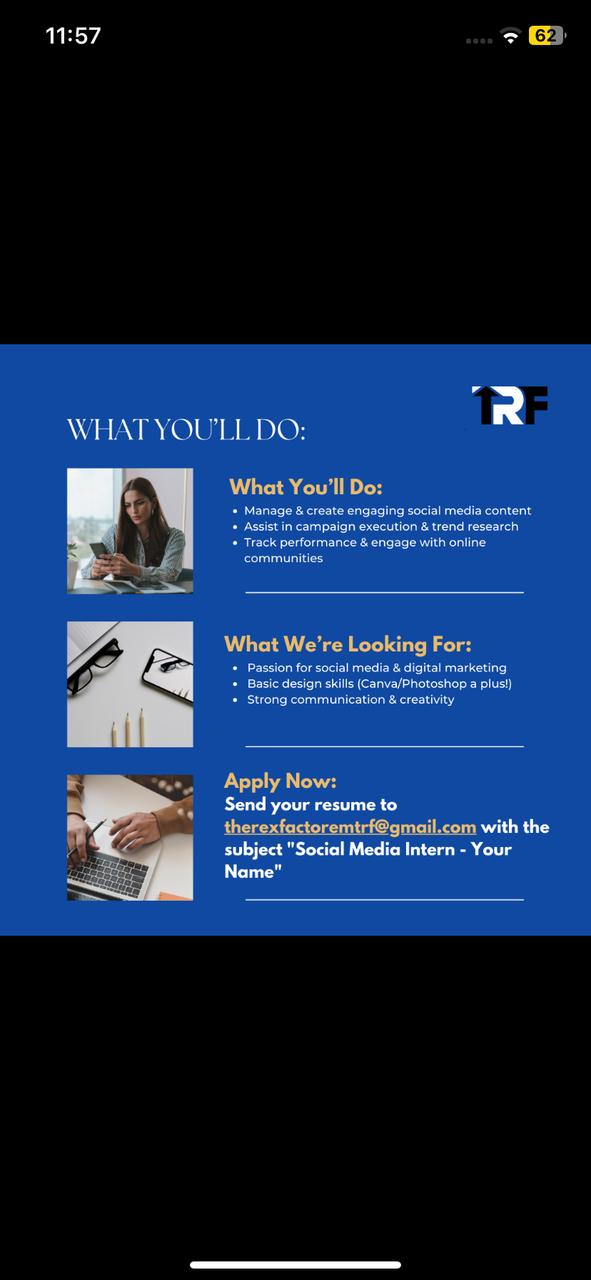 11:57
62
TRF
WHAT YOU'LL DO:
What You'll Do:
• Manage & create engaging social media content
• Assist in campaign execution & trend research
• Track performance & engage with online
communities
What We're Looking For:
• Passion for social media & digital marketing
• Basic design skills (Canva/Photoshop a plus!)
• Strong communication & creativity
Apply Now:
Send your resume to
therexfactoremtrf@gmail.com with the
subject "Social Media Intern - Your
Name"